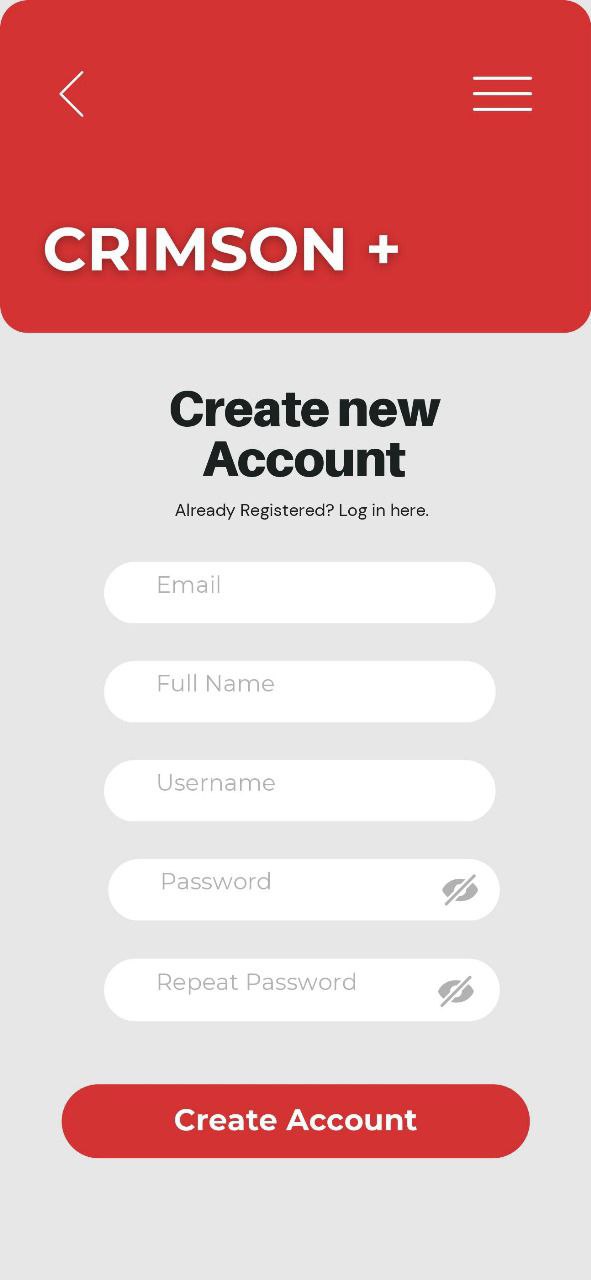 CRIMSON +
Create new
Account
Already Registered? Log in here.
Email
Full Name
Username
Password
Repeat Password
Create Account